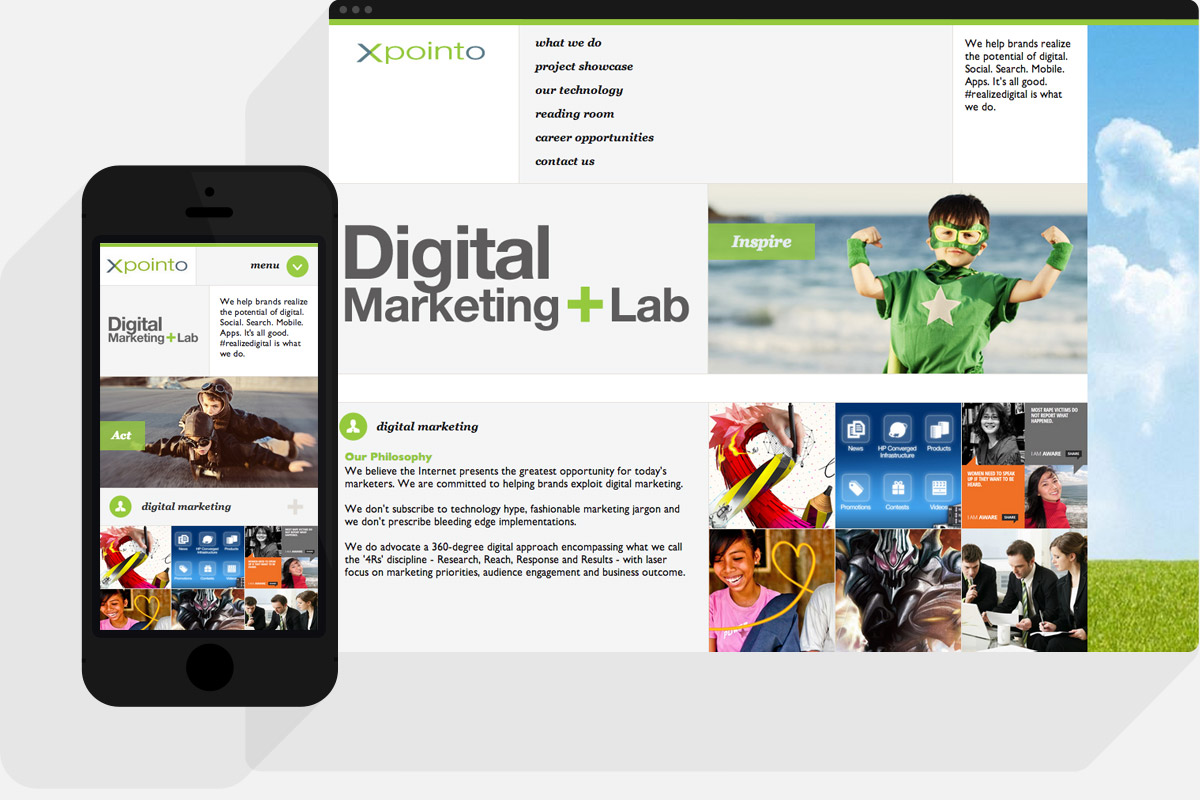 Xpointo
what we do
project showcase
our technology
reading room
career opportunities
contact us
We help brands realize
the potential of digital.
Social. Search. Mobile.
Apps. It's all good.
#realizedigital is what
we do.
Digital
Marketing + Lab
Inspire
digital marketing
Our Philosophy
We believe the Internet presents the greatest opportunity for today's
marketers. We are committed to helping brands exploit digital marketing.
We don't subscribe to technology hype, fashionable marketing jargon and
we don't prescribe bleeding edge implementations.
We do advocate a 360-degree digital approach encompassing what we call
the '4Rs' discipline - Research, Reach, Response and Results - with laser
focus on marketing priorities, audience engagement and business outcome.
News
HP Converged
Infrastructure
Products
Promotions
Contests
Videos
MOST RAPE VICTIMS DO
NOT REPORT WHAT
HAPPENED.
I AM AWARE SHARE
WOMEN NEED TO SPEAK
UP IF THEY WANT TO BE
HEARD.
I AM AWARE SHARE
Xpointo
menu
Digital
Marketing + Lab
We help brands realize
the potential of digital.
Social. Search. Mobile.
Apps. It's all good.
#realizedigital is what
we do.
Act
digital marketing
News
HP Converged
Infrastructure
Products
Promotions
Contests
Videos